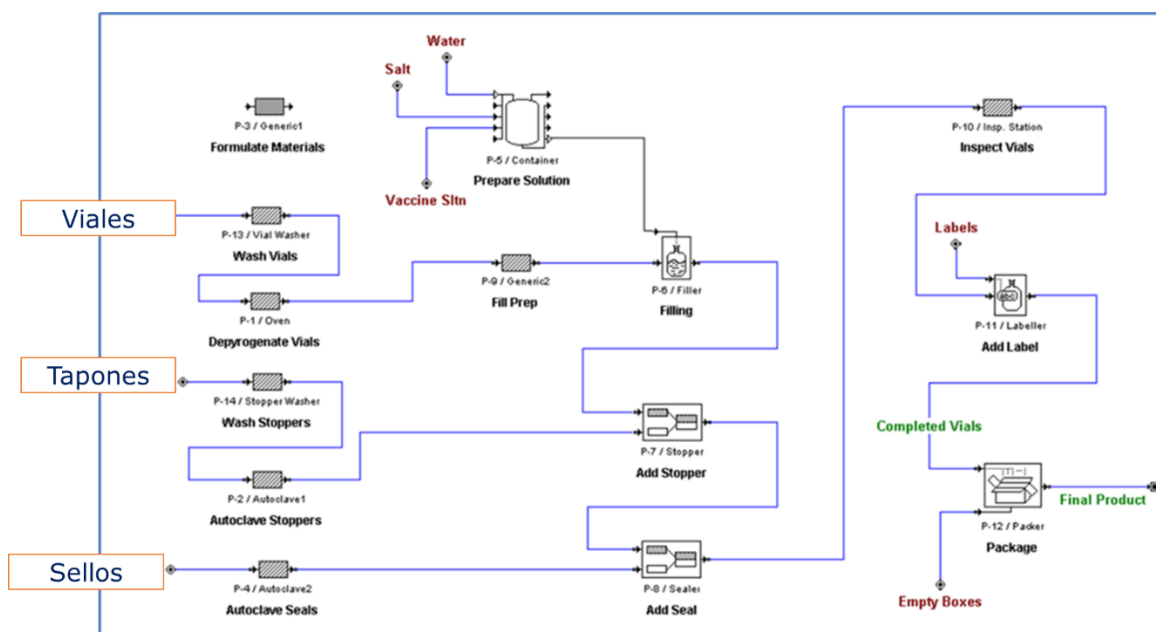 Water
Salt
P-3 / Generic1
Formulate Materials
P-5 / Container
Prepare Solution
Vaccine Sltn
P-10 / Insp. Station
Inspect Vials
Viales
P-13 / Vial Washer
Wash Vials
P-9 / Generic2
Fill Prep
P-6 / Filler
Filling
Labels
P-1 / Oven
Depyrogenate Vials
P-11 / Labeller
Add Label
Tapones
P-14 / Stopper Washer
Wash Stoppers
Completed Vials
P-7 / Stopper
Add Stopper
P-2 / Autoclave1
Autoclave Stoppers
Final Product
P-12 / Packer
Package
Sellos
P-4 / Autoclave2
Autoclave Seals
P-8 / Sealer
Add Seal
Empty Boxes